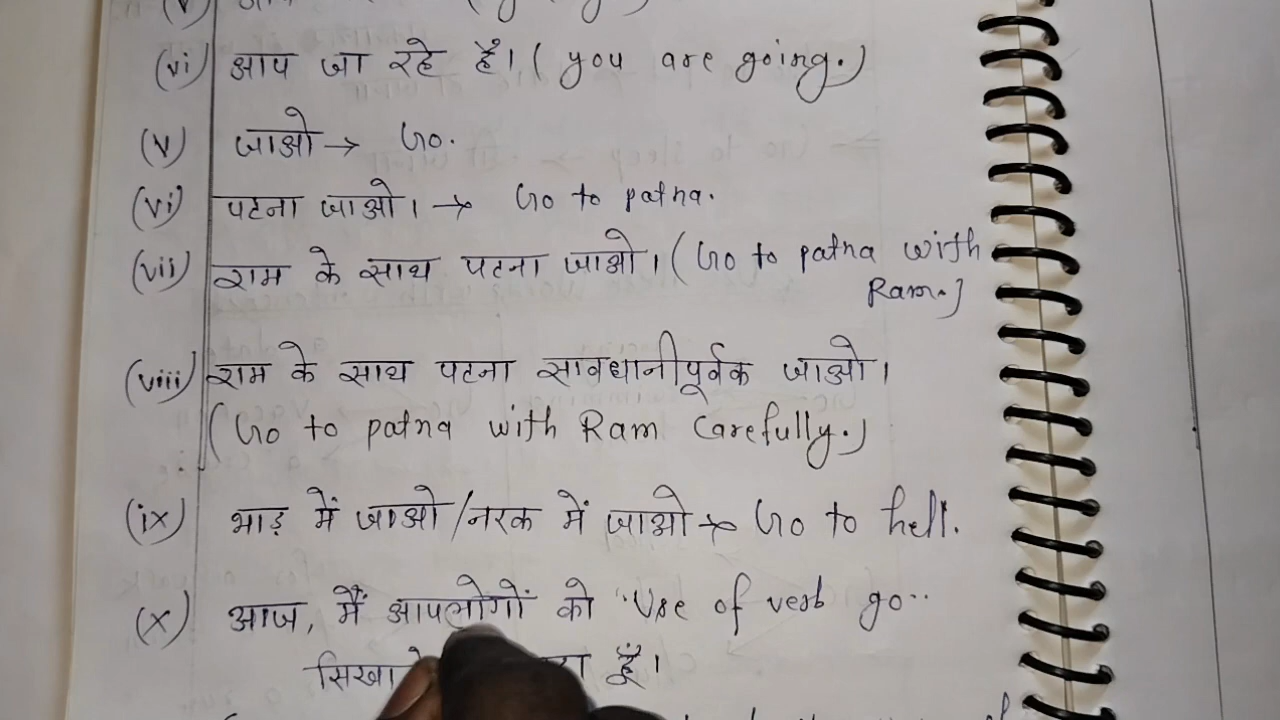 (vi) आप जा रहे हैं। (you are going.)
(v) जाओ → Go.
(vi) पटना जाओ। → Go to patna.
(vii) राम के साथ पटना जाओ। (Go to patna with
Ram.)
(viii) राम के साथ पटना सावधानीपूर्वक जाओ।
(Go to patna with Ram Carefully.)
(ix) भाड़ में जाओ/नरक में जाओ → Go to hell.
(x) आज, मैं आपलोगों को "Use of verb go"
हूँ।